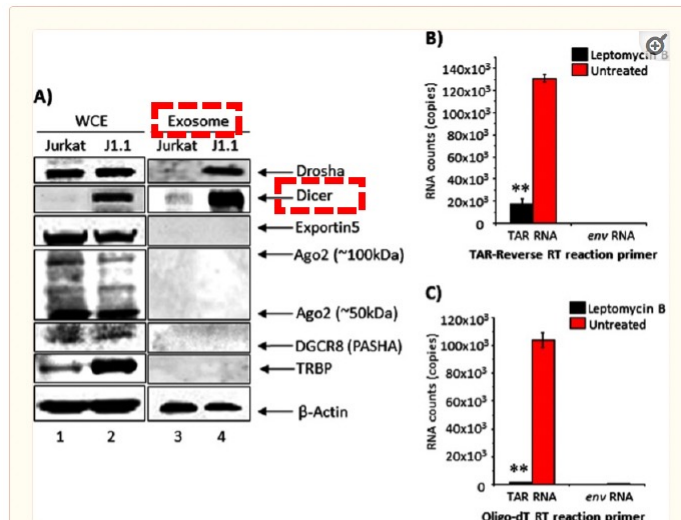 A)
WCE Exosome
Jurkat J1.1 Jurkat J1.1
Drosha
Dicer
Exportin5
Ago2 (~100kDa)
Ago2 (~50kDa)
DGCR8 (PASHA)
TRBP
β-Actin
1 2 3 4
B)
Leptomycin B
Untreated
RNA counts (copies)
140x10³
120x10³
100x10³
80x10³
60x10³
40x10³
20x10³
0
**
TAR RNA env RNA
TAR-Reverse RT reaction primer
C)
Leptomycin B
Untreated
RNA counts (copies)
120x10³
100x10³
80x10³
60x10³
40x10³
20x10³
0
**
TAR RNA env RNA
Oligo-dT RT reaction primer